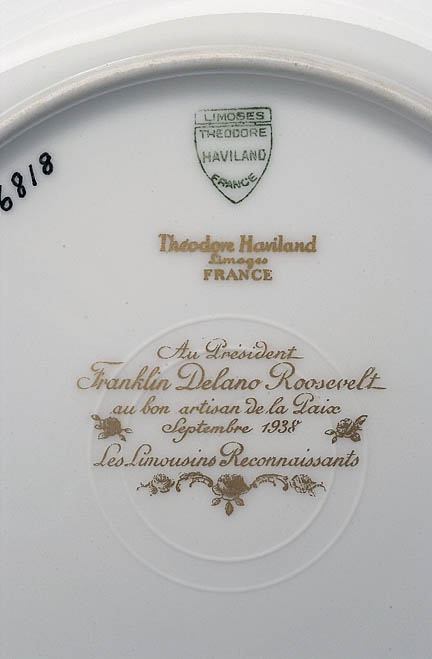 LIMOGES
THEODORE
HAVILAND
FRANCE
6818
Théodore Haviland
Limoges
FRANCE
Au Président
Franklin Delano Roosevelt
au bon artisan de la Paix
Septembre 1938
Les Limousins Reconnaissants